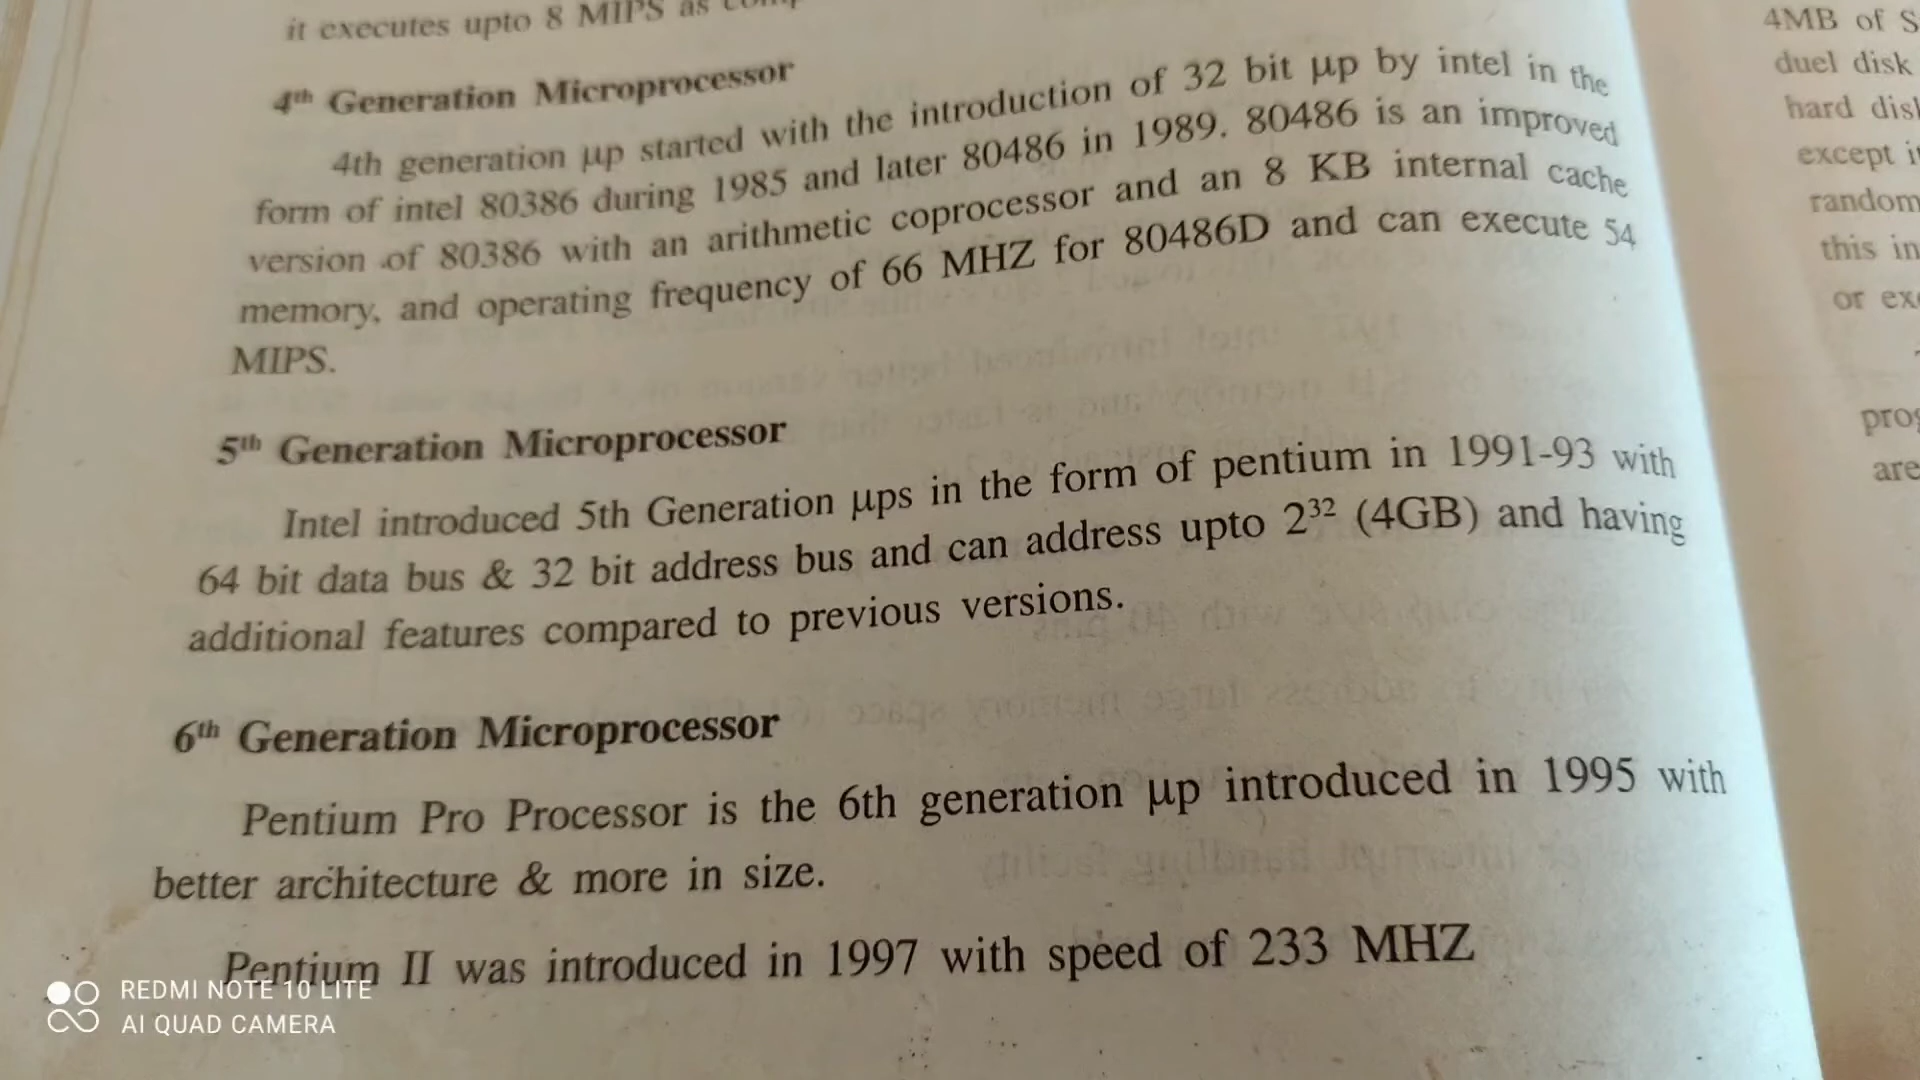 it executes upto 8 MIPS as
4th Generation Microprocessor
4th generation μp started with the introduction of 32 bit μp by intel in the
form of intel 80386 during 1985 and later 80486 in 1989. 80486 is an improved
version of 80386 with an arithmetic coprocessor and an 8 KB internal cache
memory, and operating frequency of 66 MHZ for 80486D and can execute 54
MIPS.
5th Generation Microprocessor
Intel introduced 5th Generation μps in the form of pentium in 1991-93 with
64 bit data bus & 32 bit address bus and can address upto 2³² (4GB) and having
additional features compared to previous versions.
6th Generation Microprocessor
Pentium Pro Processor is the 6th generation μp introduced in 1995 with
better architecture & more in size.
Pentium II was introduced in 1997 with speed of 233 MHZ
4MB of S
duel disk
hard dis
except i
random
this in
or ex
prog
are
REDMI NOTE 10 LITE
AI QUAD CAMERA